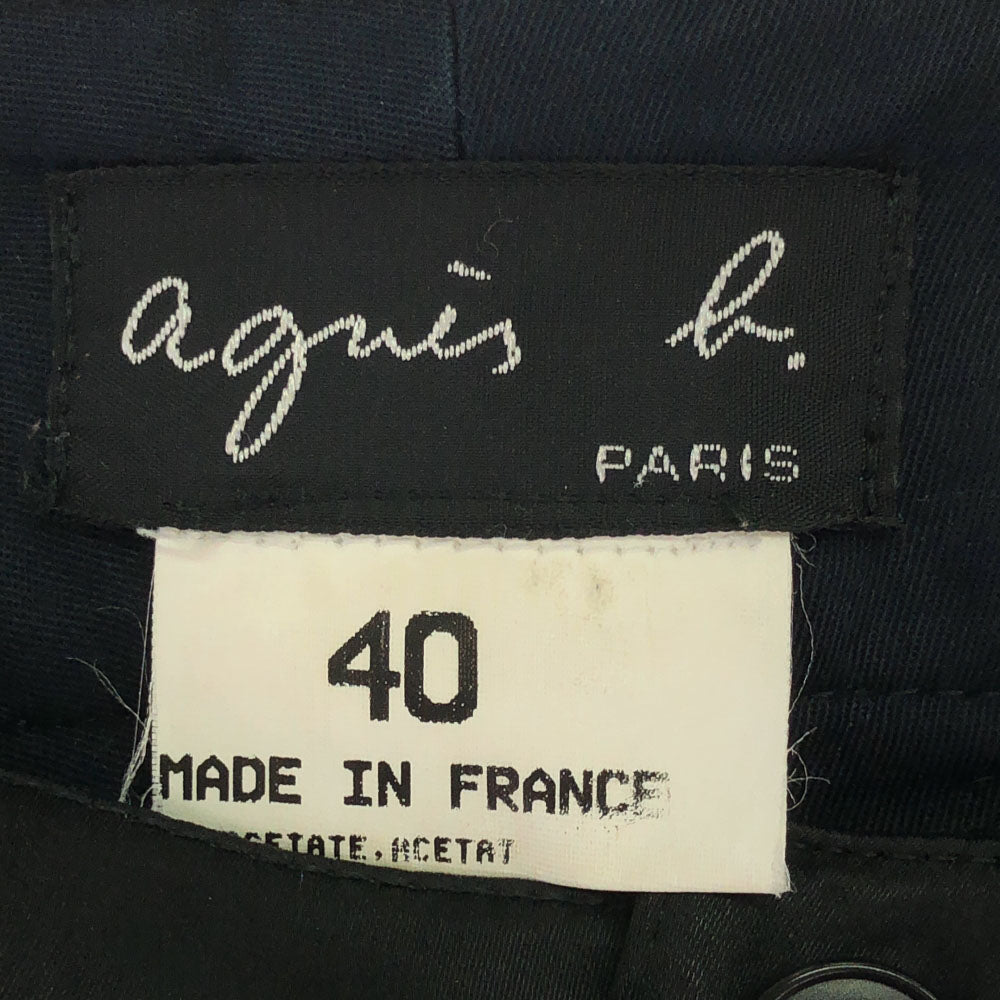 agnès b.
PARIS
40
MADE IN FRANCE
ACETAT